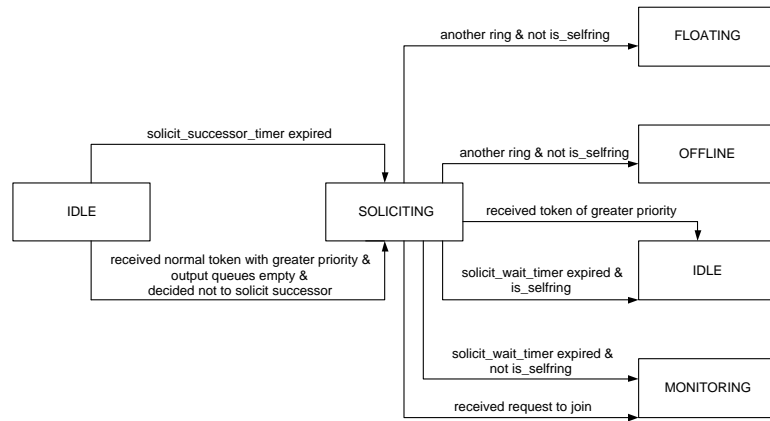 FLOATING
another ring & not is_selfring
solicit_successor_timer expired
another ring & not is_selfring
OFFLINE
IDLE
SOLICITING
received token of greater priority
received normal token with greater priority &
output queues empty &
decided not to solicit successor
solicit_wait_timer expired &
is_selfring
IDLE
solicit_wait_timer expired &
not is_selfring
MONITORING
received request to join